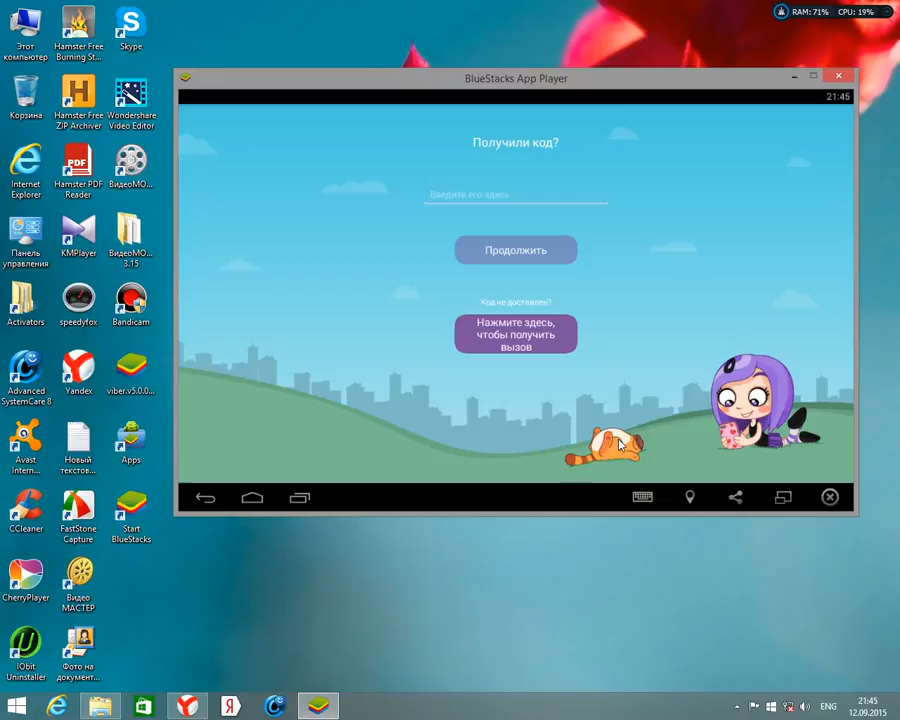 RAM: 71%
CPU: 19%
Этот
компьютер
Hamster Free
Burning St...
Skype
Корзина
Hamster Free
ZIP Archiver
Wondershare
Video Editor
Internet
Explorer
PDF
Hamster PDF
Reader
ВидеоМО...
Панель
управления
KMPlayer
ВидеоМО...
3.15
Activators
speedyfox
Bandicam
Advanced
SystemCare 8
Yandex
viber.v5.0.0...
Avast
Intern...
Новый
текстов...
Apps
CCleaner
FastStone
Capture
Start
BlueStacks
CherryPlayer
Видео
МАСТЕР
IObit
Uninstaller
Фото на
документ...
BlueStacks App Player
21:45
Получили код?
Введите его здесь
Продолжить
Код не доставлен?
Нажмите здесь,
чтобы получить
вызов
ENG
21:45
12.09.2015